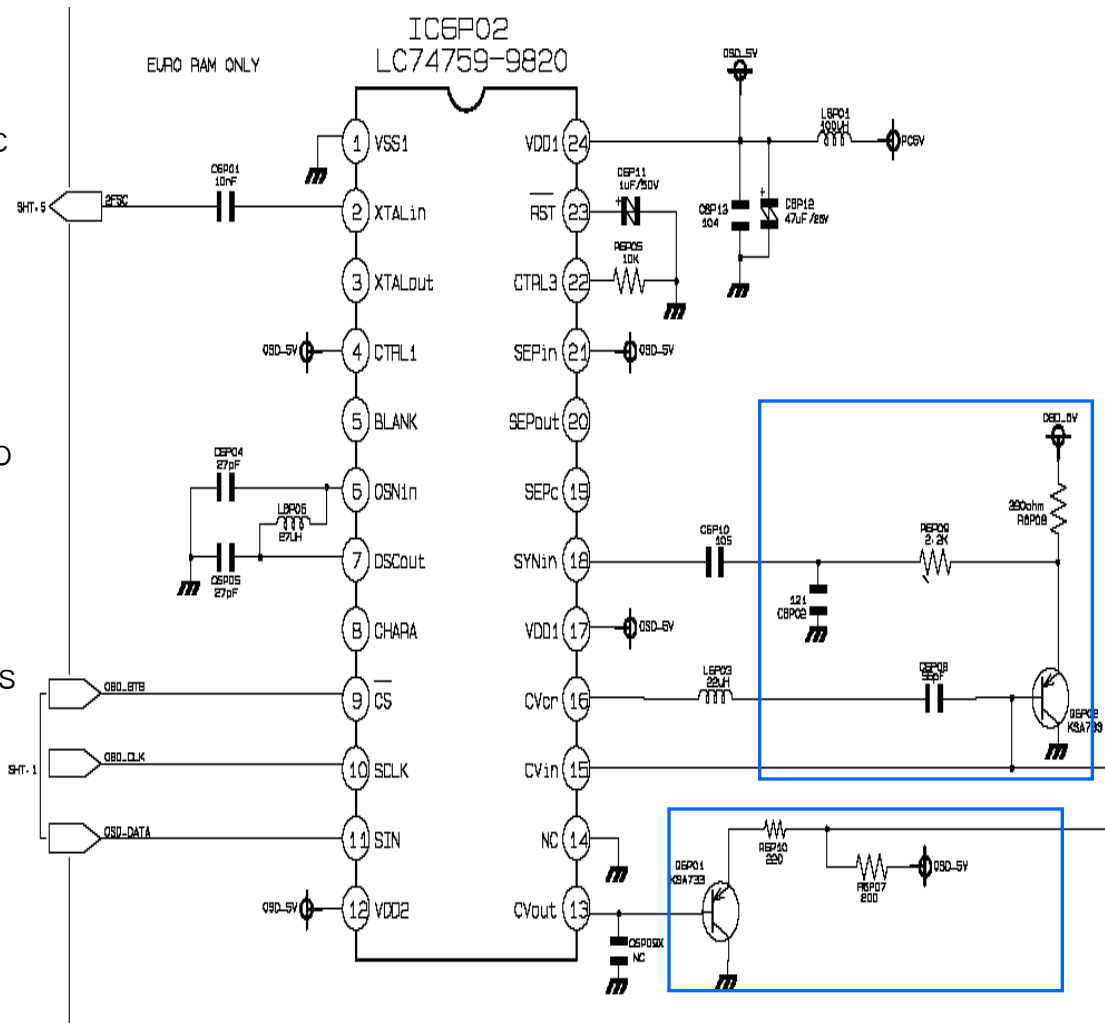 IC6P02
LC74759-9820
EURO RAM ONLY
C
O
S
SHT.5
2FSC
C6P01
10nF
1 VSS1
2 XTALin
3 XTALout
OSD_5V
4 CTRL1
5 BLANK
C6P04
27pF
6 OSNin
L6P06
27UH
7 OSCout
C6P05
27pF
8 CHARA
OSD_STB
9 CS
SHT.1
OSD_CLK
10 SCLK
OSD_DATA
11 SIN
OSD_5V
12 VDD2
VDD1 24
OSD_5V
L6P01
100UH
PC5V
C6P13
104
C6P12
47uF/25V
C6P11
1uF/50V
RST 23
R6P05
10K
CTRL3 22
SEPin 21
OSD_5V
SEPout 20
SEPc 19
C6P10
105
SYNin 18
121
C6P02
R6P09
2.2K
OSD_5V
R6P08
VDD1 17
OSD_5V
L6P03
22uH
CVcr 16
Q6P02
KSA733
CVin 15
NC 14
CVout 13
NC
Q6P01
KSA733
R6P10
220
R6P07
200
OSD_5V